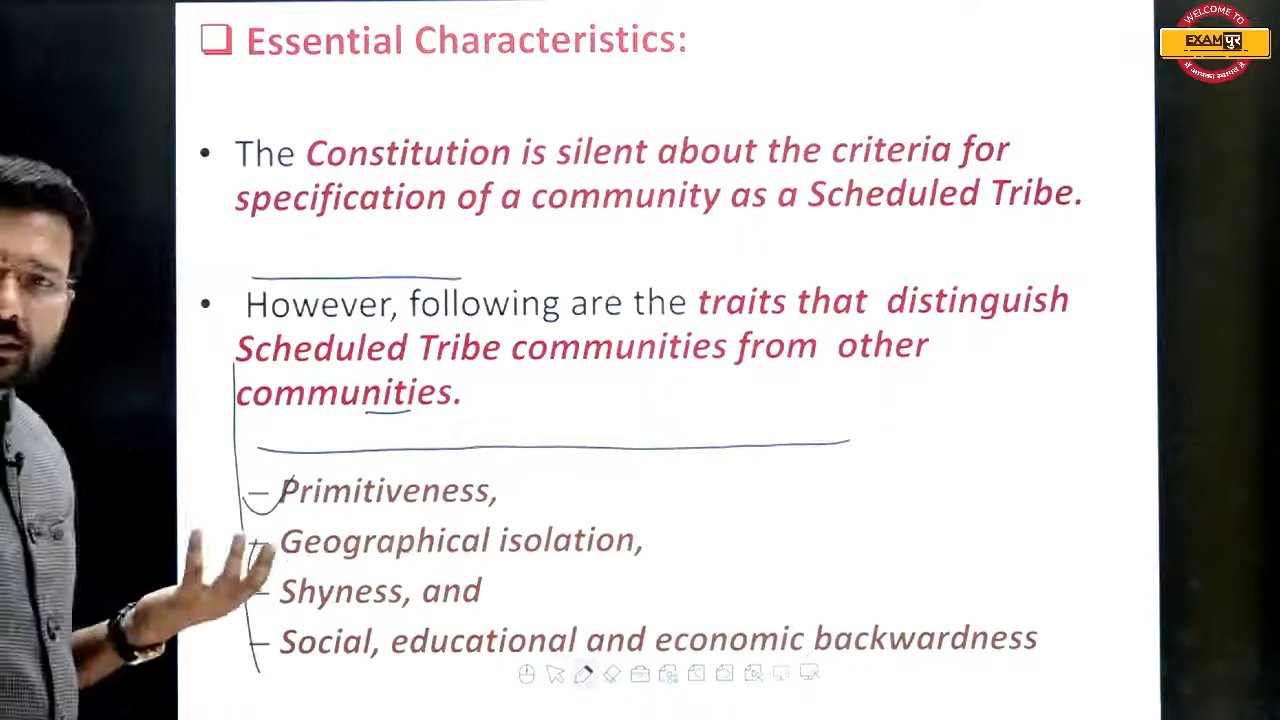 ❑ Essential Characteristics:
• The Constitution is silent about the criteria for
specification of a community as a Scheduled Tribe.
• However, following are the traits that distinguish
Scheduled Tribe communities from other
communities.
– Primitiveness,
– Geographical isolation,
– Shyness, and
– Social, educational and economic backwardness
WELCOME TO
EXAMपुर
में आपका स्वागत है